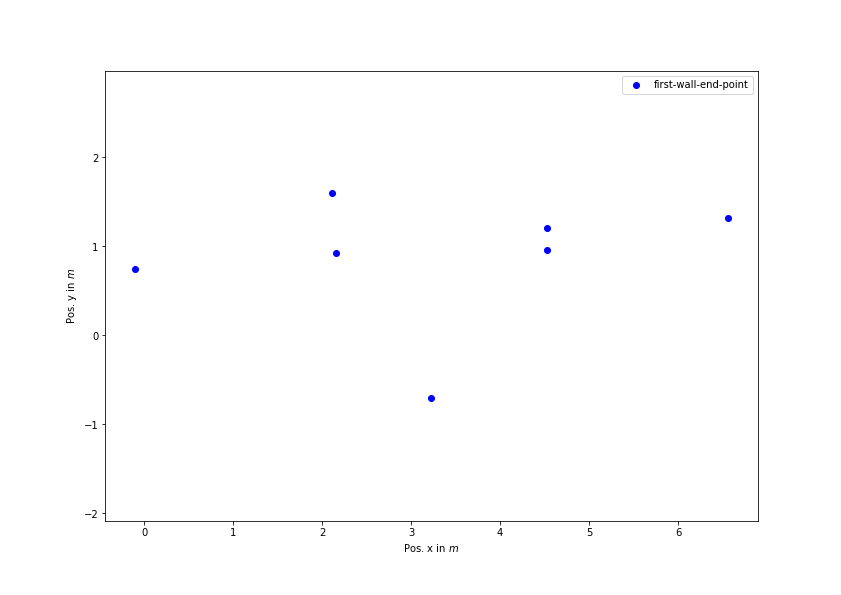 first-wall-end-point
2
1
0
−1
−2
Pos. y in m
0 1 2 3 4 5 6
Pos. x in m